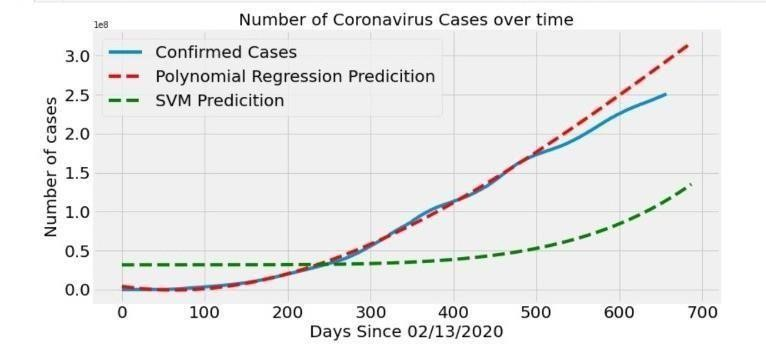 Number of Coronavirus Cases over time
1e8
Confirmed Cases
Polynomial Regression Predicition
SVM Predicition
Number of cases
3.0
2.5
2.0
1.5
1.0
0.5
0.0
0 100 200 300 400 500 600 700
Days Since 02/13/2020